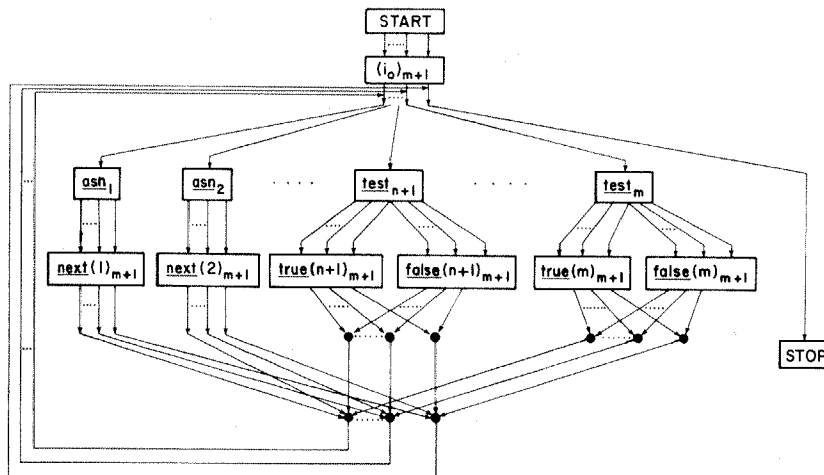 START
(i₀)ₘ₊₁
asn₁ asn₂ .... testₙ₊₁ .... testₘ
next(1)ₘ₊₁ next(2)ₘ₊₁ true(n+1)ₘ₊₁ false(n+1)ₘ₊₁ true(m)ₘ₊₁ false(m)ₘ₊₁
STOP